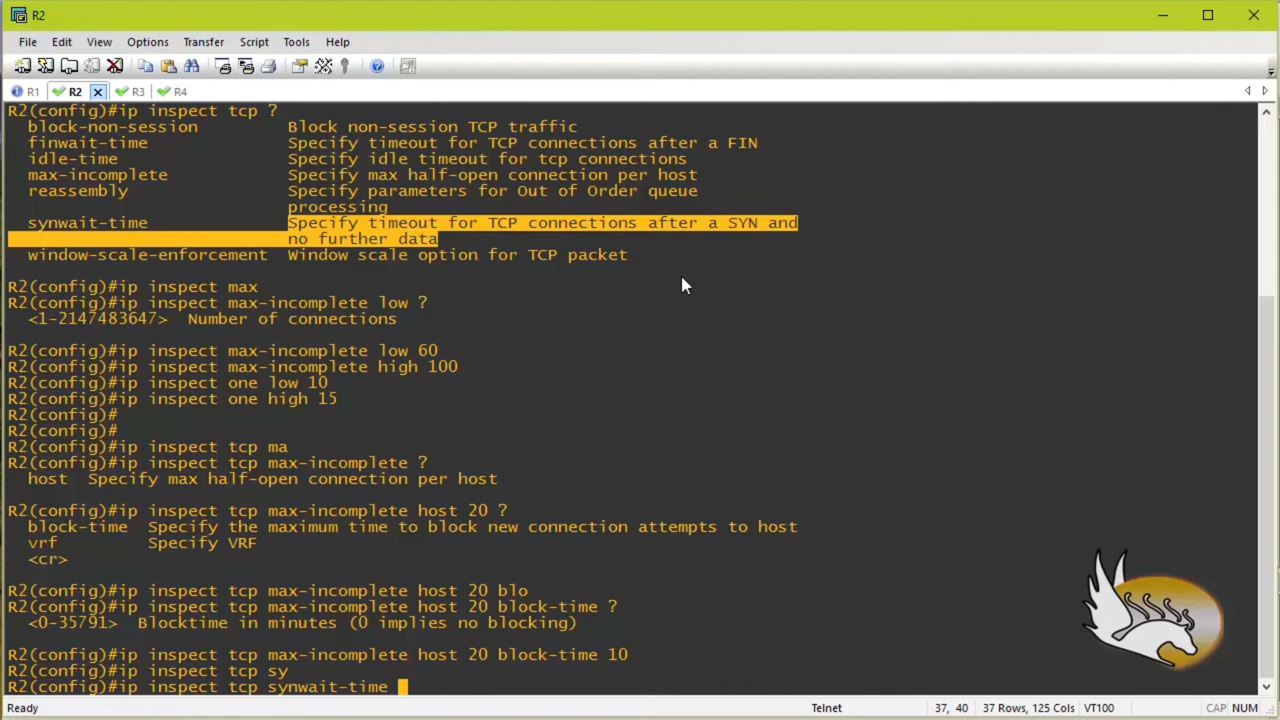 R2
File Edit View Options Transfer Script Tools Help
R1 R2 R3 R4
R2(config)#ip inspect tcp ?
block-non-session Block non-session TCP traffic
finwait-time Specify timeout for TCP connections after a FIN
idle-time Specify idle timeout for tcp connections
max-incomplete Specify max half-open connection per host
reassembly Specify parameters for Out of Order queue
processing
synwait-time Specify timeout for TCP connections after a SYN and
no further data
window-scale-enforcement Window scale option for TCP packet
R2(config)#ip inspect max
R2(config)#ip inspect max-incomplete low ?
<1-2147483647> Number of connections
R2(config)#ip inspect max-incomplete low 60
R2(config)#ip inspect max-incomplete high 100
R2(config)#ip inspect one low 10
R2(config)#ip inspect one high 15
R2(config)#
R2(config)#
R2(config)#ip inspect tcp ma
R2(config)#ip inspect tcp max-incomplete ?
host Specify max half-open connection per host
R2(config)#ip inspect tcp max-incomplete host 20 ?
block-time Specify the maximum time to block new connection attempts to host
vrf Specify VRF
<cr>
R2(config)#ip inspect tcp max-incomplete host 20 blo
R2(config)#ip inspect tcp max-incomplete host 20 block-time ?
<0-35791> Blocktime in minutes (0 implies no blocking)
R2(config)#ip inspect tcp max-incomplete host 20 block-time 10
R2(config)#ip inspect tcp sy
R2(config)#ip inspect tcp synwait-time
Ready Telnet 37, 40 37 Rows, 125 Cols VT100 CAP NUM